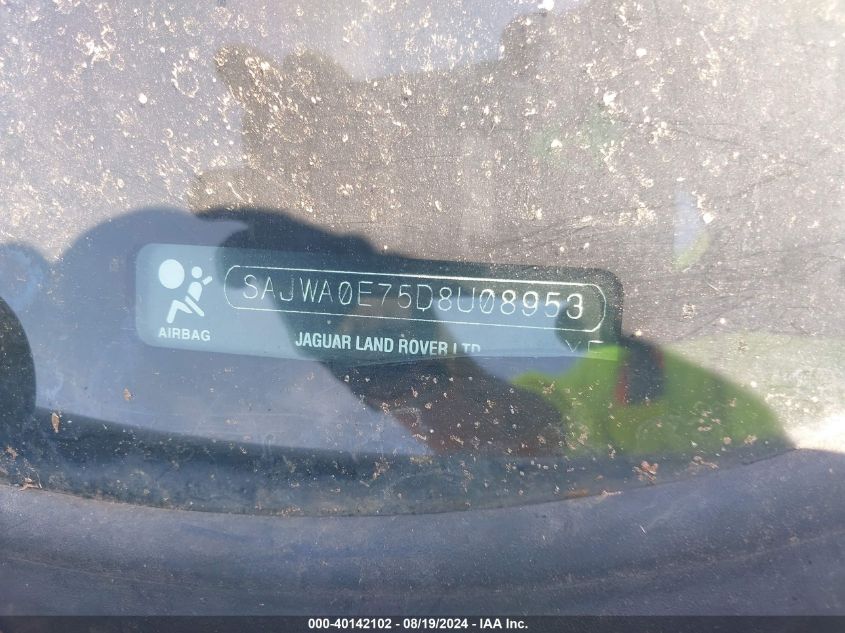 SAJWA0E75D8U08953
AIRBAG
JAGUAR LAND ROVER LTD
000-40142102 - 08/19/2024 - IAA Inc.